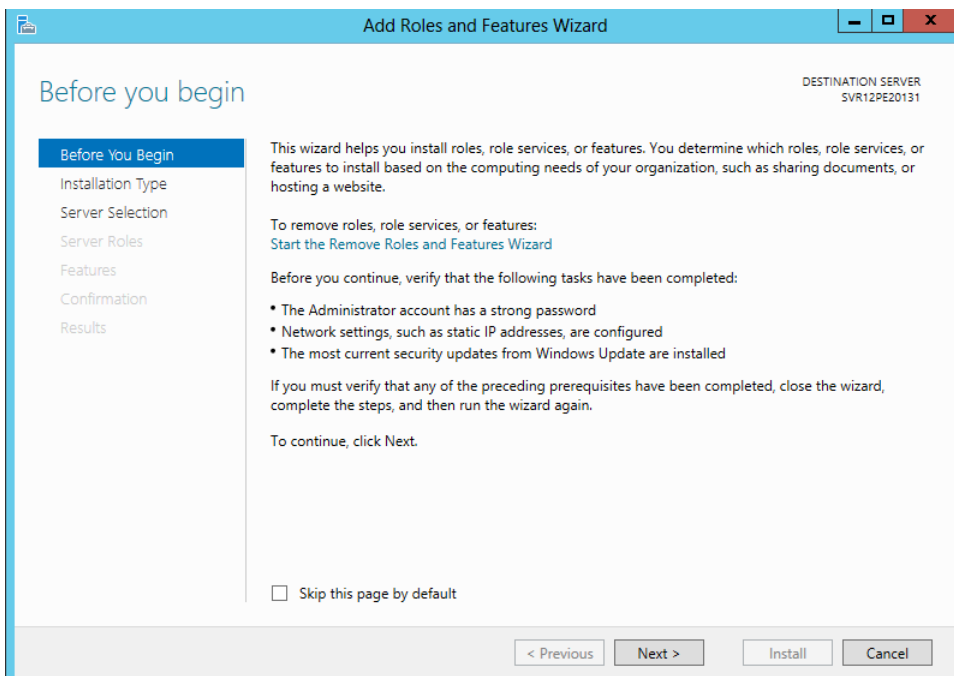 Add Roles and Features Wizard
Before you begin
DESTINATION SERVER
SVR12PE20131
Before You Begin
Installation Type
Server Selection
Server Roles
Features
Confirmation
Results
This wizard helps you install roles, role services, or features. You determine which roles, role services, or
features to install based on the computing needs of your organization, such as sharing documents, or
hosting a website.
To remove roles, role services, or features:
Start the Remove Roles and Features Wizard
Before you continue, verify that the following tasks have been completed:
• The Administrator account has a strong password
• Network settings, such as static IP addresses, are configured
• The most current security updates from Windows Update are installed
If you must verify that any of the preceding prerequisites have been completed, close the wizard,
complete the steps, and then run the wizard again.
To continue, click Next.
Skip this page by default
< Previous
Next >
Install
Cancel